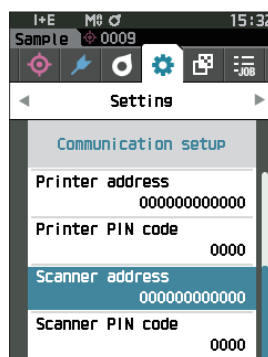 I+E M0 ♂ 15:32
Sample 0009
JOB
Setting
Communication setup
Printer address
000000000000
Printer PIN code
0000
Scanner address
000000000000
Scanner PIN code
0000